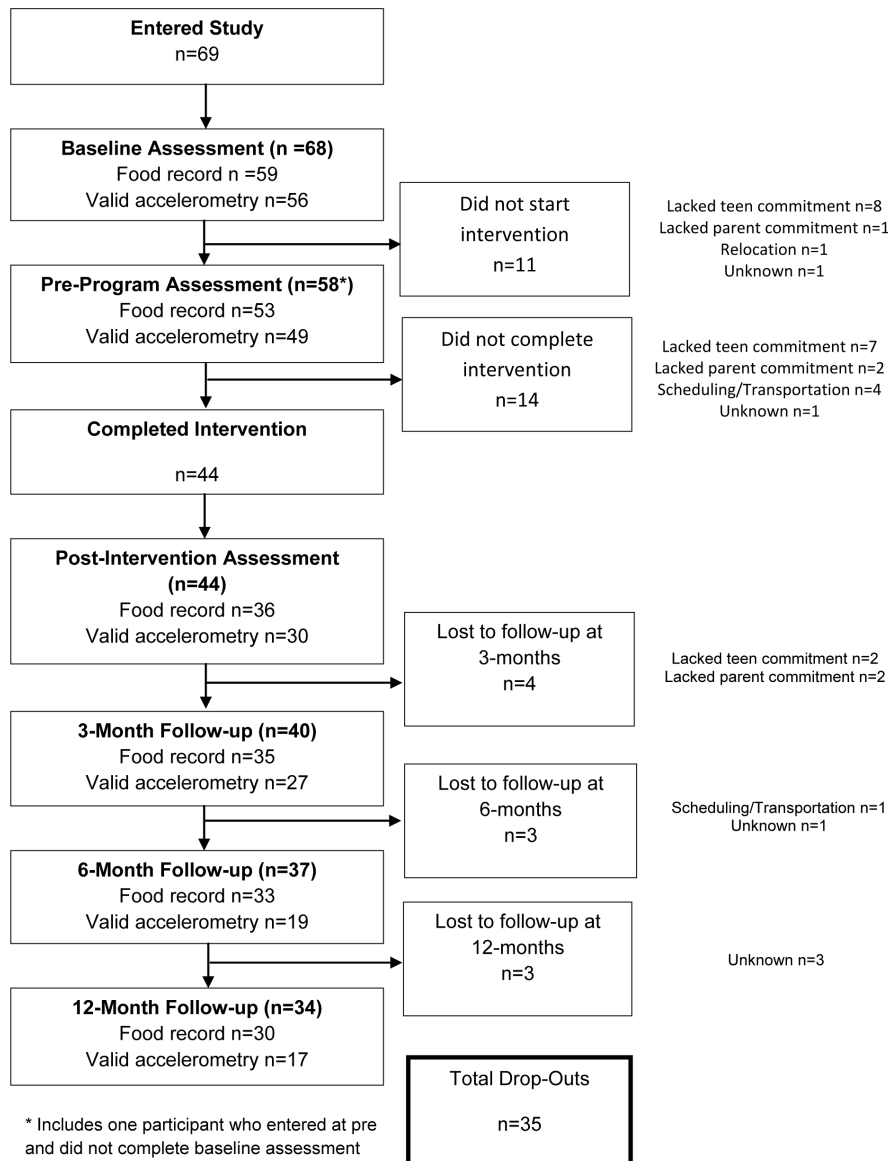 Entered Study
n=69
Baseline Assessment (n =68)
Food record n =59
Valid accelerometry n=56
Did not start
intervention
n=11
Lacked teen commitment n=8
Lacked parent commitment n=1
Relocation n=1
Unknown n=1
Pre-Program Assessment (n=58*)
Food record n=53
Valid accelerometry n=49
Did not complete
intervention
n=14
Lacked teen commitment n=7
Lacked parent commitment n=2
Scheduling/Transportation n=4
Unknown n=1
Completed Intervention
n=44
Post-Intervention Assessment
(n=44)
Food record n=36
Valid accelerometry n=30
Lost to follow-up at
3-months
n=4
Lacked teen commitment n=2
Lacked parent commitment n=2
3-Month Follow-up (n=40)
Food record n=35
Valid accelerometry n=27
Lost to follow-up at
6-months
n=3
Scheduling/Transportation n=1
Unknown n=1
6-Month Follow-up (n=37)
Food record n=33
Valid accelerometry n=19
Lost to follow-up at
12-months
n=3
Unknown n=3
12-Month Follow-up (n=34)
Food record n=30
Valid accelerometry n=17
Total Drop-Outs
n=35
* Includes one participant who entered at pre
and did not complete baseline assessment